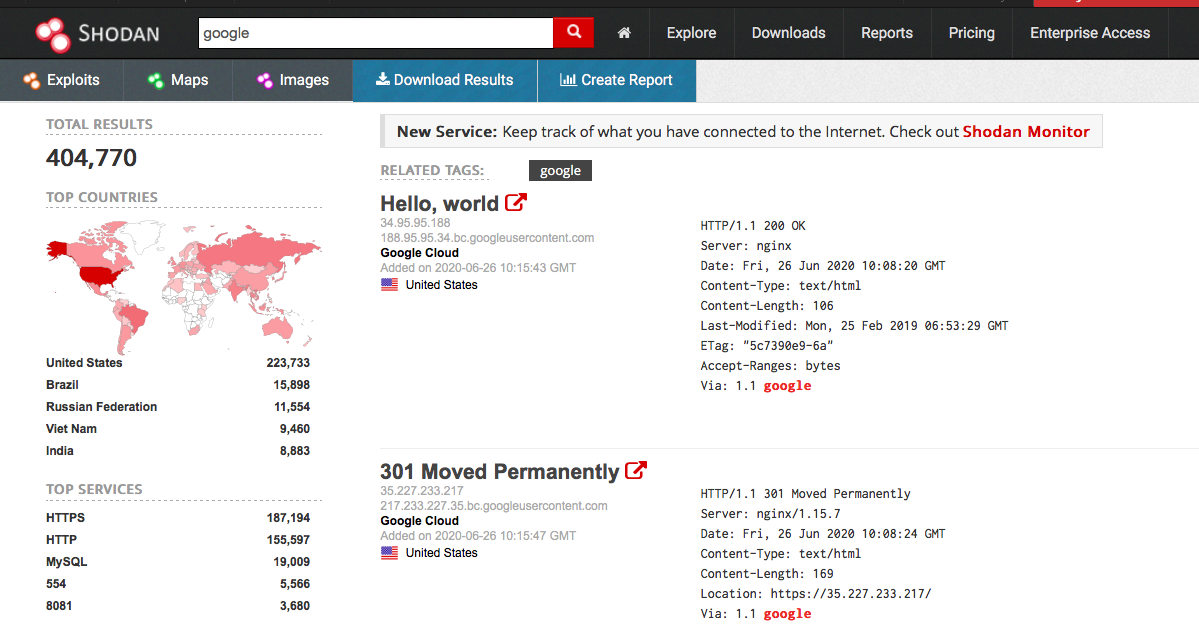 SHODAN
google
Explore
Downloads
Reports
Pricing
Enterprise Access
Exploits
Maps
Images
Download Results
Create Report
TOTAL RESULTS
404,770
TOP COUNTRIES
United States 223,733
Brazil 15,898
Russian Federation 11,554
Viet Nam 9,460
India 8,883
TOP SERVICES
HTTPS 187,194
HTTP 155,597
MySQL 19,009
554 5,566
8081 3,680
New Service: Keep track of what you have connected to the Internet. Check out Shodan Monitor
RELATED TAGS: google
Hello, world
34.95.95.188
188.95.95.34.bc.googleusercontent.com
Google Cloud
Added on 2020-06-26 10:15:43 GMT
United States
HTTP/1.1 200 OK
Server: nginx
Date: Fri, 26 Jun 2020 10:08:20 GMT
Content-Type: text/html
Content-Length: 106
Last-Modified: Mon, 25 Feb 2019 06:53:29 GMT
ETag: "5c7390e9-6a"
Accept-Ranges: bytes
Via: 1.1 google
301 Moved Permanently
35.227.233.217
217.233.227.35.bc.googleusercontent.com
Google Cloud
Added on 2020-06-26 10:15:47 GMT
United States
HTTP/1.1 301 Moved Permanently
Server: nginx/1.15.7
Date: Fri, 26 Jun 2020 10:08:24 GMT
Content-Type: text/html
Content-Length: 169
Location: https://35.227.233.217/
Via: 1.1 google